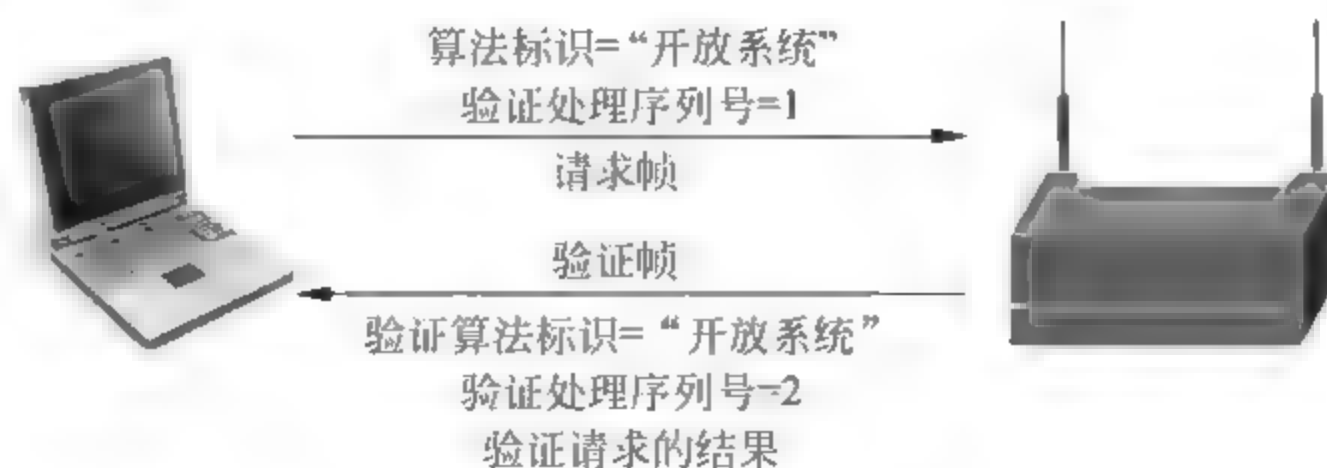 算法标识=“开放系统”
验证处理序列号=1
请求帧
验证帧
验证算法标识=“开放系统”
验证处理序列号=2
验证请求的结果